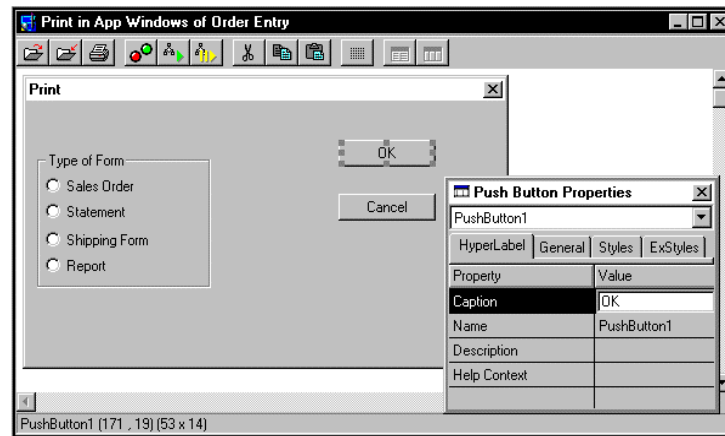 Print in App Windows of Order Entry
Print
Type of Form
Sales Order
Statement
Shipping Form
Report
OK
Cancel
Push Button Properties
PushButton1
HyperLabel General Styles ExStyles
Property Value
Caption OK
Name PushButton1
Description
Help Context
PushButton1 (171 , 19) (53 x 14)